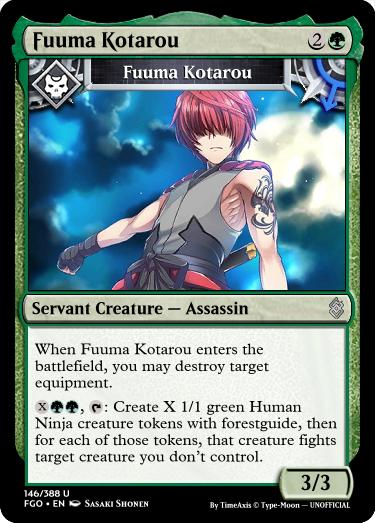 Fuuma Kotarou 2
Fuuma Kotarou
Servant Creature — Assassin
When Fuuma Kotarou enters the
battlefield, you may destroy target
equipment.
X: Create X 1/1 green Human
Ninja creature tokens with forestguide, then
for each of those tokens, that creature fights
target creature you don't control.
3/3
146/388 U
FGO • EN Sasaki Shonen
By TimeAxis © Type-Moon — UNOFFICIAL